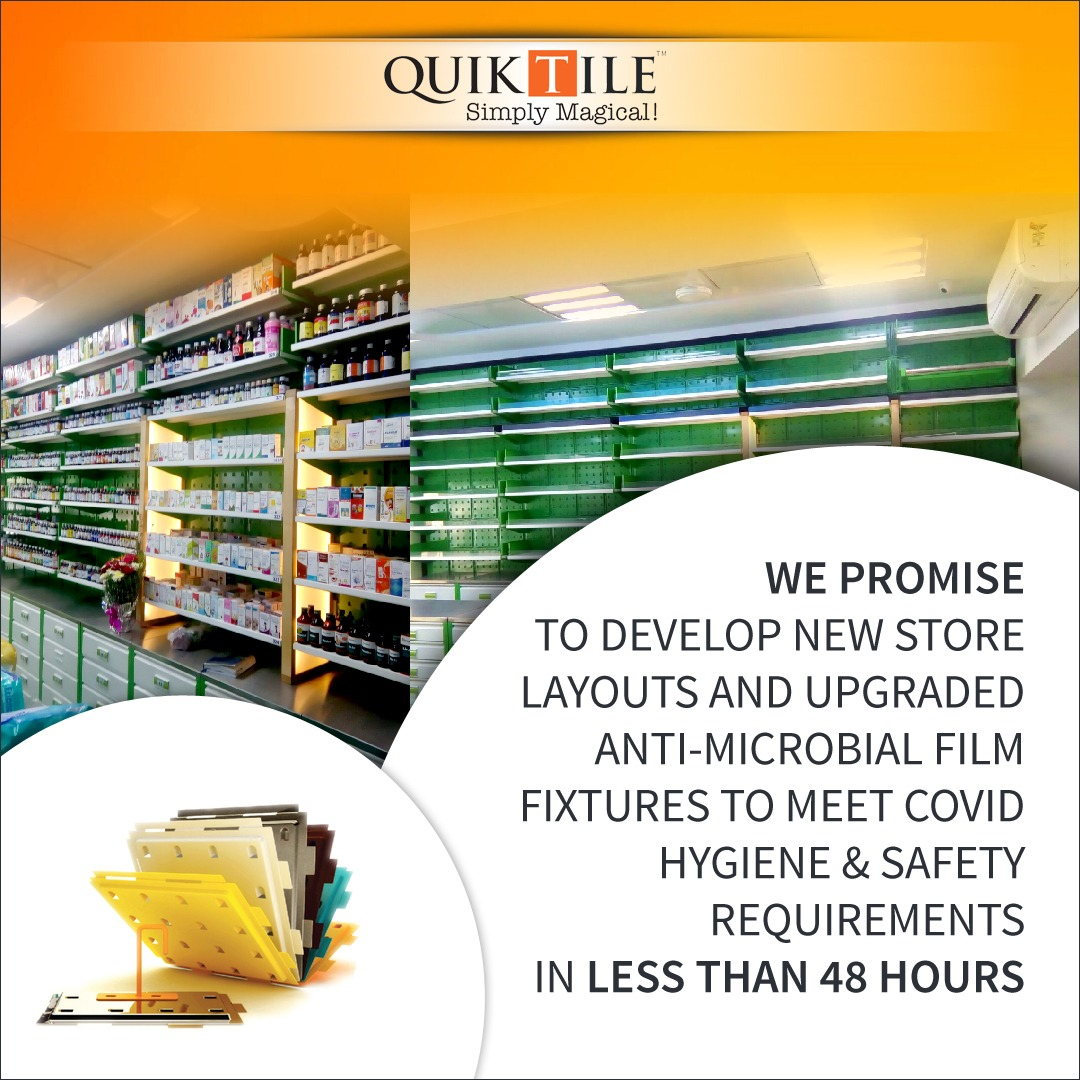 QUIKTILE™
Simply Magical!
WE PROMISE
TO DEVELOP NEW STORE
LAYOUTS AND UPGRADED
ANTI-MICROBIAL FILM
FIXTURES TO MEET COVID
HYGIENE & SAFETY
REQUIREMENTS
IN LESS THAN 48 HOURS